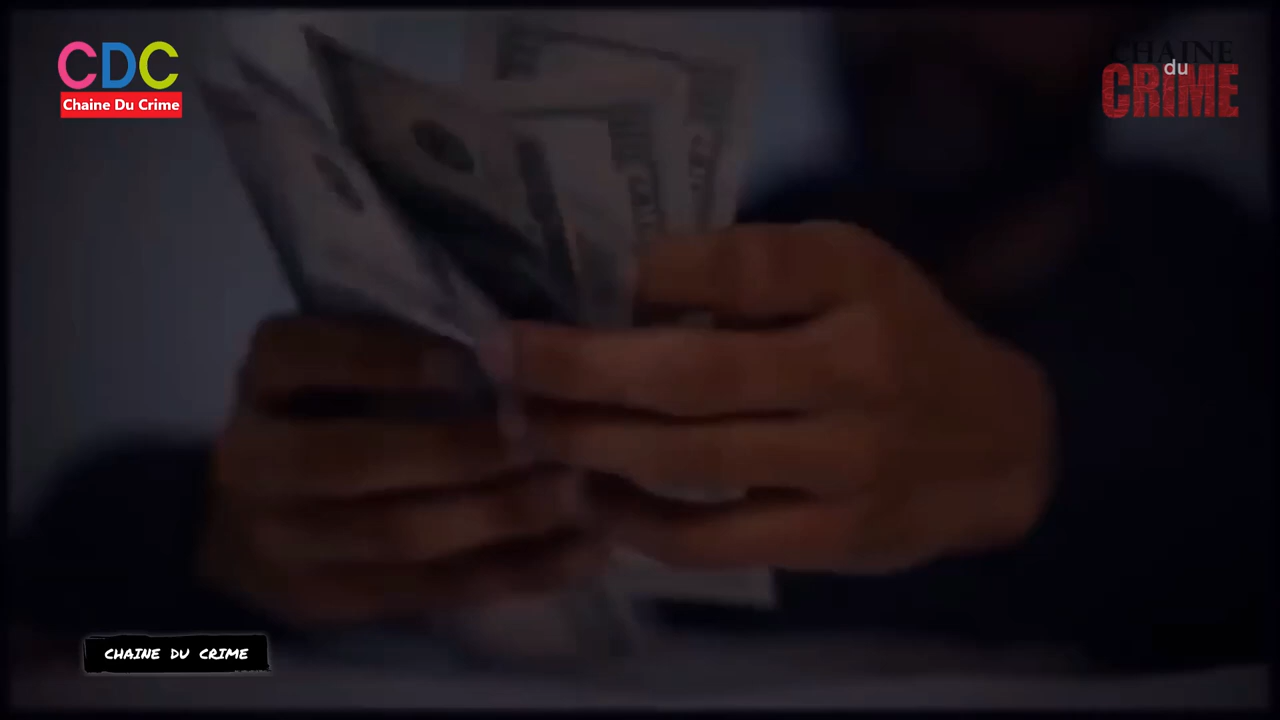 CDC
Chaine Du Crime
CHAINE
du
CRIME
CHAINE DU CRIME